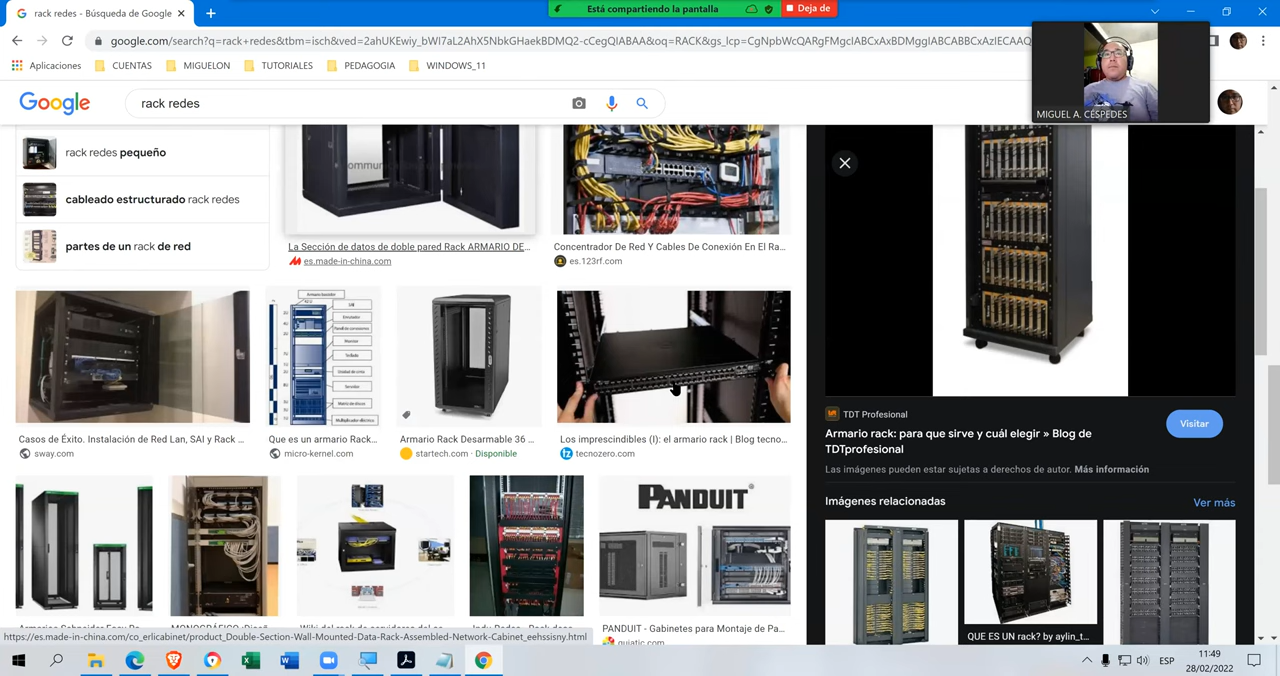 rack redes - Búsqueda de Google
Está compartiendo la pantalla
Deja de
google.com/search?q=rack+redes&tbm=isch&ved=2ahUKEwiy_bWl7aL2AhX5NbkGHaekBDMQ2-cCegQIABAA&oq=RACK&gs_lcp=CgNpbWcQARgFMgcIABCxAxBDMggIABCABBCxAzIECAAQ
Aplicaciones
CUENTAS
MIGUELON
TUTORIALES
PEDAGOGIA
WINDOWS_11
MIGUEL A. CÉSPEDES
Google
rack redes
rack redes pequeño
cableado estructurado rack redes
partes de un rack de red
La Sección de datos de doble pared Rack ARMARIO DE...
es.made-in-china.com
Concentrador De Red Y Cables De Conexión En El Ra...
es.123rf.com
Casos de Éxito. Instalación de Red Lan, SAI y Rack ...
sway.com
Que es un armario Rack...
micro-kernel.com
Armario Rack Desarmable 36 ...
startech.com · Disponible
Los imprescindibles (I): el armario rack | Blog tecno...
tecnozero.com
PANDUIT
PANDUIT - Gabinetes para Montaje de Pa...
TDT Profesional
Armario rack: para que sirve y cuál elegir » Blog de
TDTprofesional
Visitar
Las imágenes pueden estar sujetas a derechos de autor. Más información
Imágenes relacionadas
Ver más
QUE ES UN rack? by aylin_t...
https://es.made-in-china.com/co_erlicabinet/product_Double-Section-Wall-Mounted-Data-Rack-Assembled-Network-Cabinet_eehssisny.html
ESP
11:49
28/02/2022